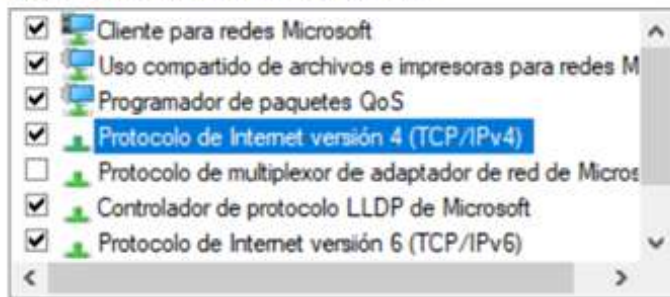 Cliente para redes Microsoft
Uso compartido de archivos e impresoras para redes M
Programador de paquetes QoS
Protocolo de Internet versión 4 (TCP/IPv4)
Protocolo de multiplexor de adaptador de red de Micros
Controlador de protocolo LLDP de Microsoft
Protocolo de Internet versión 6 (TCP/IPv6)